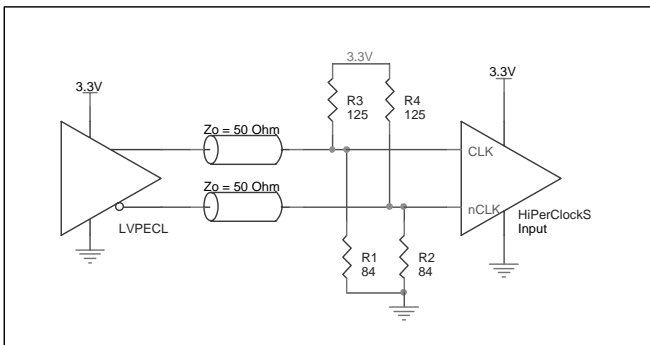 3.3V
3.3V
3.3V
R3
125
R4
125
Zo = 50 Ohm
CLK
Zo = 50 Ohm
nCLK
HiPerClockS
Input
LVPECL
R1
84
R2
84